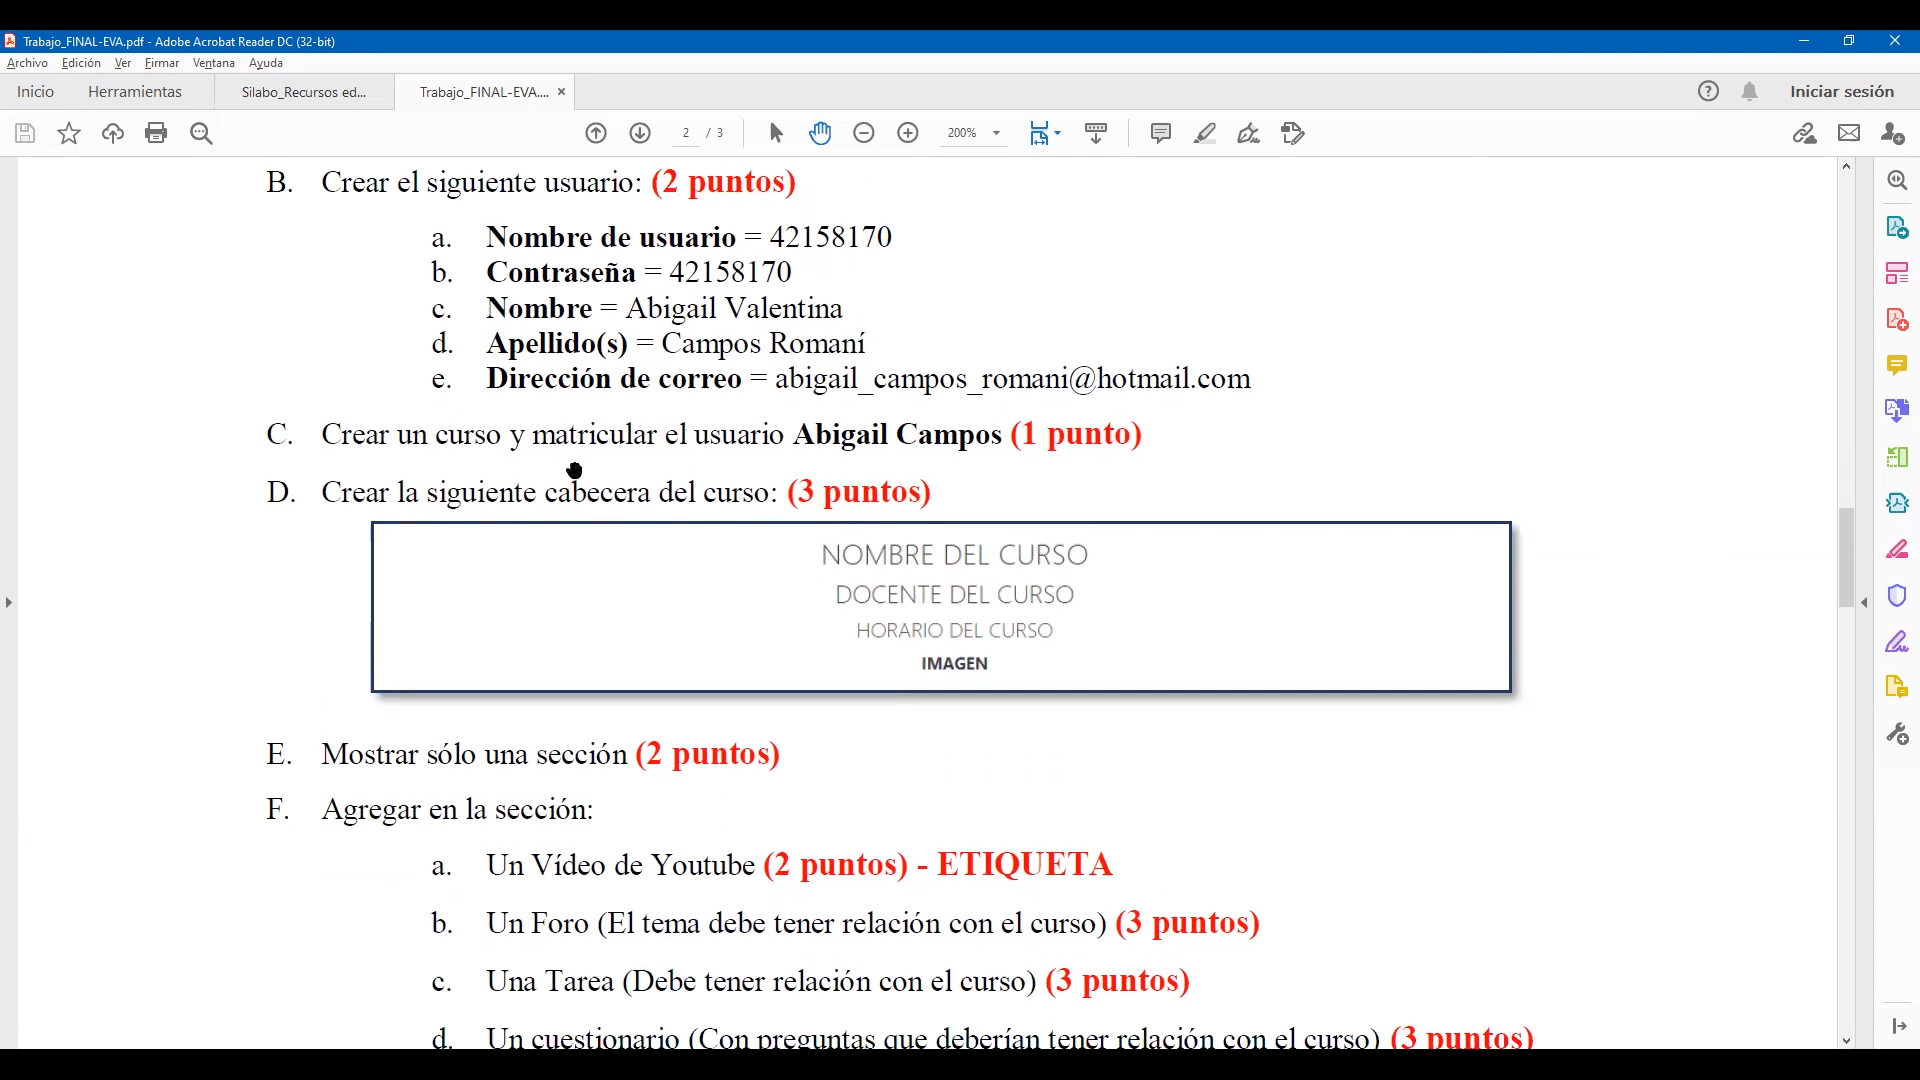 Trabajo_FINAL-EVA.pdf - Adobe Acrobat Reader DC (32-bit)
Archivo Edición Ver Firmar Ventana Ayuda
Inicio Herramientas Silabo_Recursos ed... Trabajo_FINAL-EVA.... Iniciar sesión
2 / 3 200%
B. Crear el siguiente usuario: (2 puntos)
a. Nombre de usuario = 42158170
b. Contraseña = 42158170
c. Nombre = Abigail Valentina
d. Apellido(s) = Campos Romaní
e. Dirección de correo = abigail_campos_romani@hotmail.com
C. Crear un curso y matricular el usuario Abigail Campos (1 punto)
D. Crear la siguiente cabecera del curso: (3 puntos)
NOMBRE DEL CURSO
DOCENTE DEL CURSO
HORARIO DEL CURSO
IMAGEN
E. Mostrar sólo una sección (2 puntos)
F. Agregar en la sección:
a. Un Vídeo de Youtube (2 puntos) - ETIQUETA
b. Un Foro (El tema debe tener relación con el curso) (3 puntos)
c. Una Tarea (Debe tener relación con el curso) (3 puntos)
d. Un cuestionario (Con preguntas que deberían tener relación con el curso) (3 puntos)